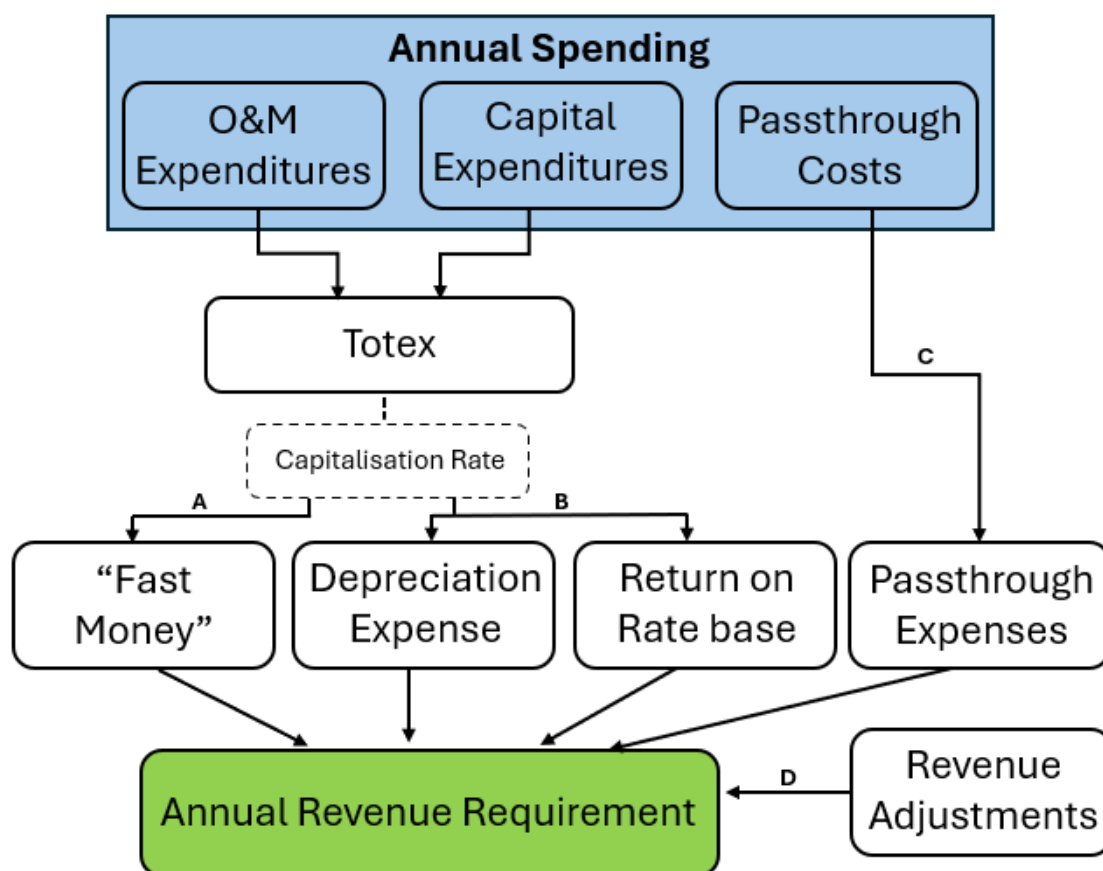 Annual Spending
O&M
Expenditures
Capital
Expenditures
Passthrough
Costs
Totex
C
Capitalisation Rate
A
B
“Fast
Money”
Depreciation
Expense
Return on
Rate base
Passthrough
Expenses
Annual Revenue Requirement
D
Revenue
Adjustments